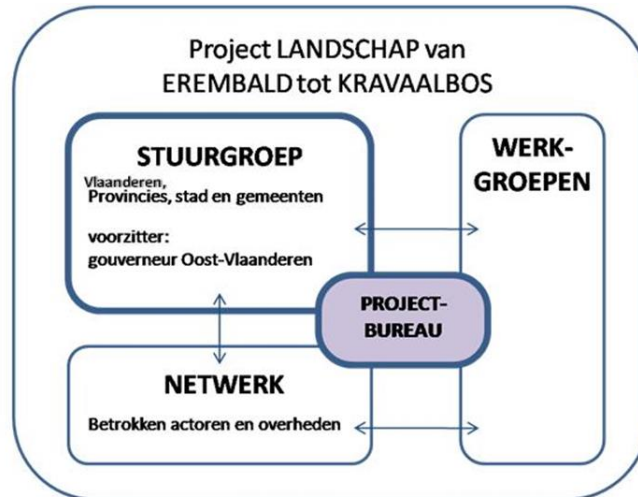 Project LANDSCHAP van
EREMBALD tot KRAVAALBOS
STUURGROEP
Vlaanderen,
Provincies, stad en gemeenten
voorzitter:
gouverneur Oost-Vlaanderen
WERK-
GROEPEN
PROJECT-
BUREAU
NETWERK
Betrokken actoren en overheden